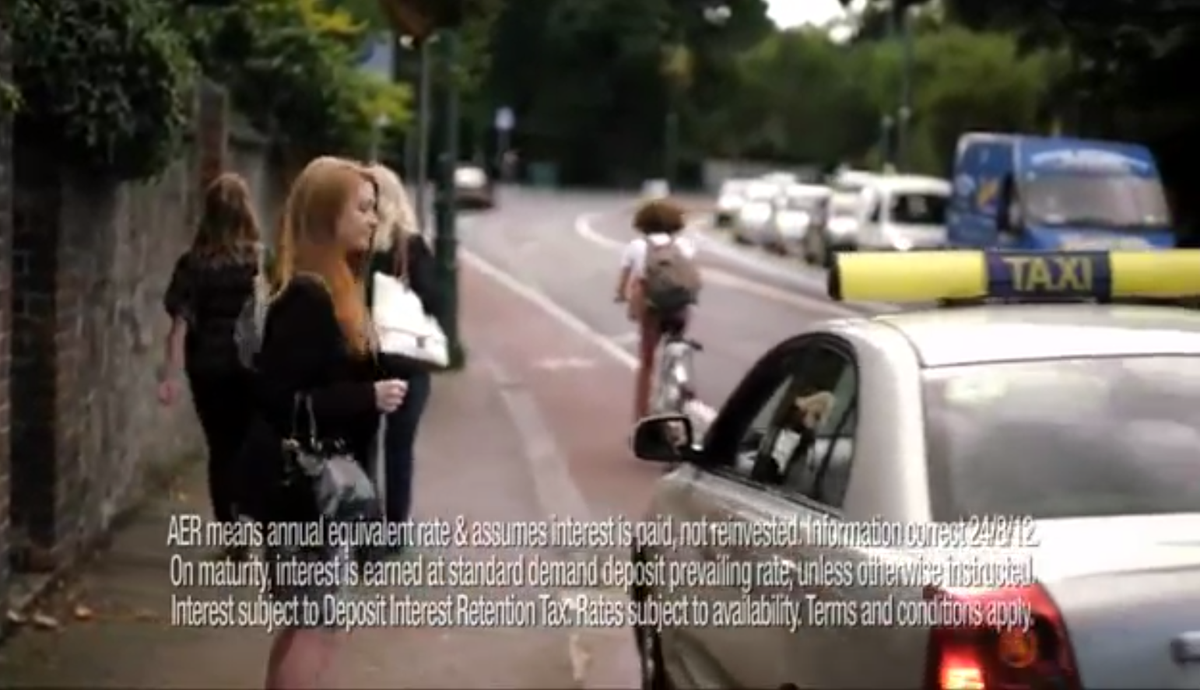 TAXI
AER means annual equivalent rate & assumes interest is paid, not reinvested. Information correct 24/8/12.
On maturity, interest is earned at standard demand deposit prevailing rate, unless otherwise instructed.
Interest subject to Deposit Interest Retention Tax. Rates subject to availability. Terms and conditions apply.